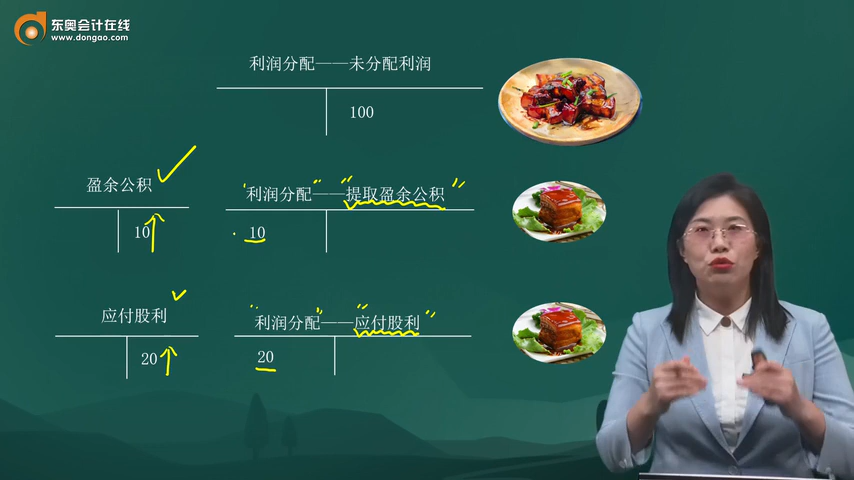 东奥会计在线
www.dongao.com
利润分配——未分配利润
100
盈余公积
10
利润分配——提取盈余公积
10
应付股利
20
利润分配——应付股利
20